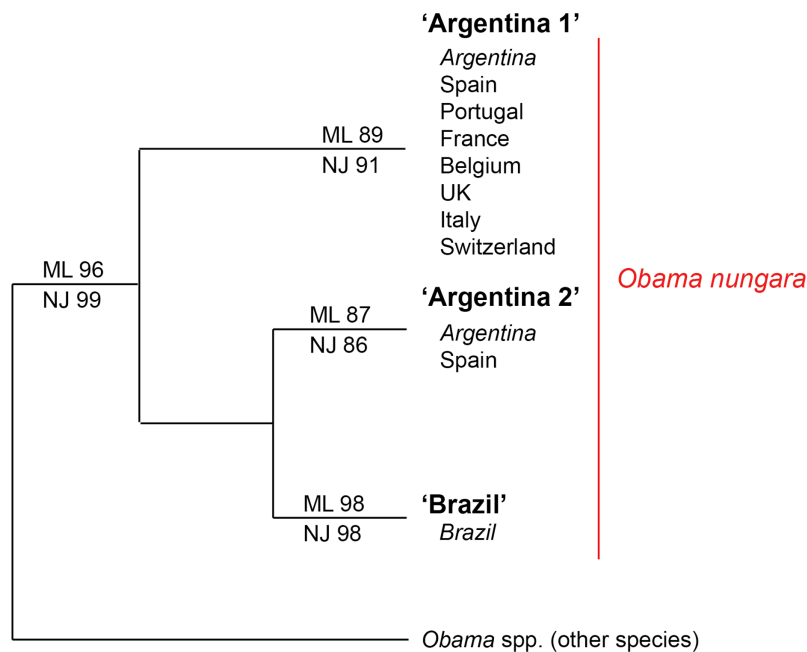 ‘Argentina 1’
Argentina
Spain
Portugal
France
Belgium
UK
Italy
Switzerland
ML 89
NJ 91
ML 96
NJ 99
Obama nungara
‘Argentina 2’
Argentina
Spain
ML 87
NJ 86
‘Brazil’
Brazil
ML 98
NJ 98
Obama spp. (other species)